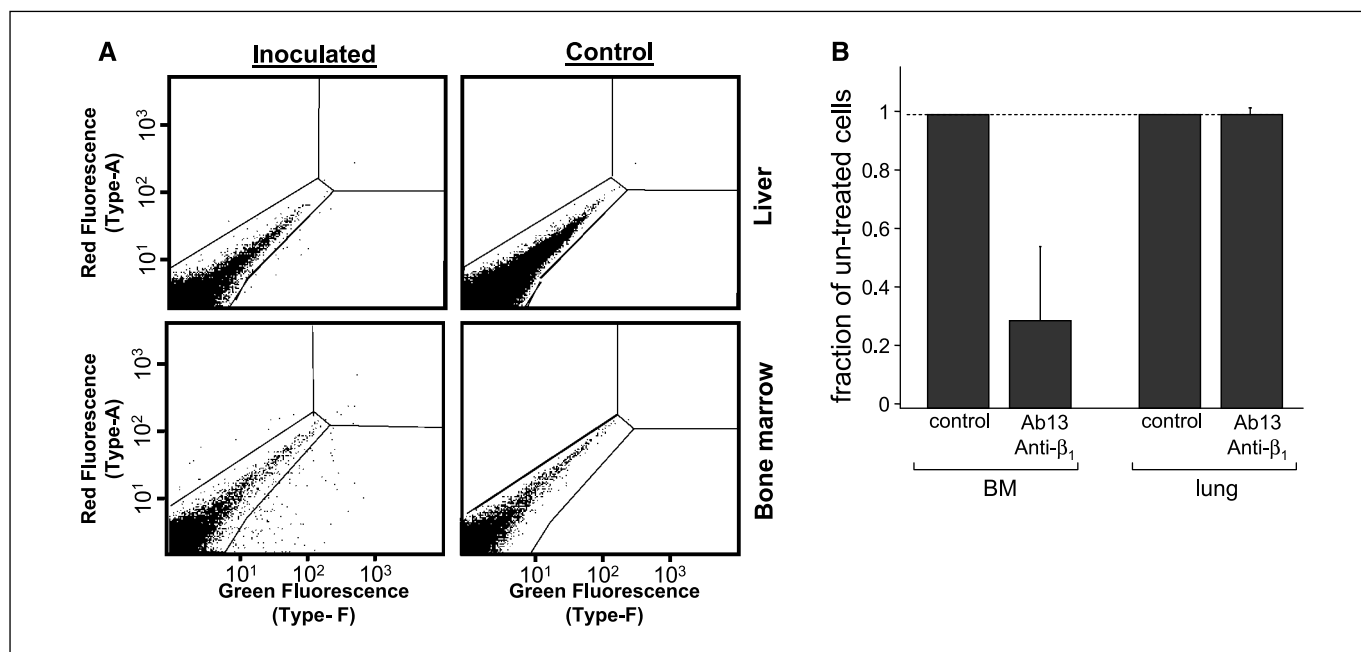 A
Inoculated
Control
B
Red Fluorescence
(Type-A)
10³
10²
10¹
Liver
Red Fluorescence
(Type-A)
10³
10²
10¹
Bone marrow
10¹ 10² 10³
Green Fluorescence
(Type- F)
10¹ 10² 10³
Green Fluorescence
(Type-F)
fraction of un-treated cells
1
0.8
0.6
0.4
0.2
0
control
Ab13
Anti-β₁
control
Ab13
Anti-β₁
BM
lung